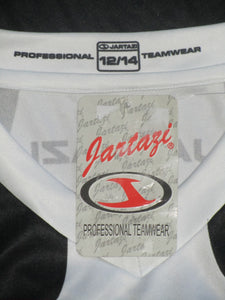 JARTAZI
PROFESSIONAL 12/14 TEAMWEAR
Jartazi®
PROFESSIONAL TEAMWEAR